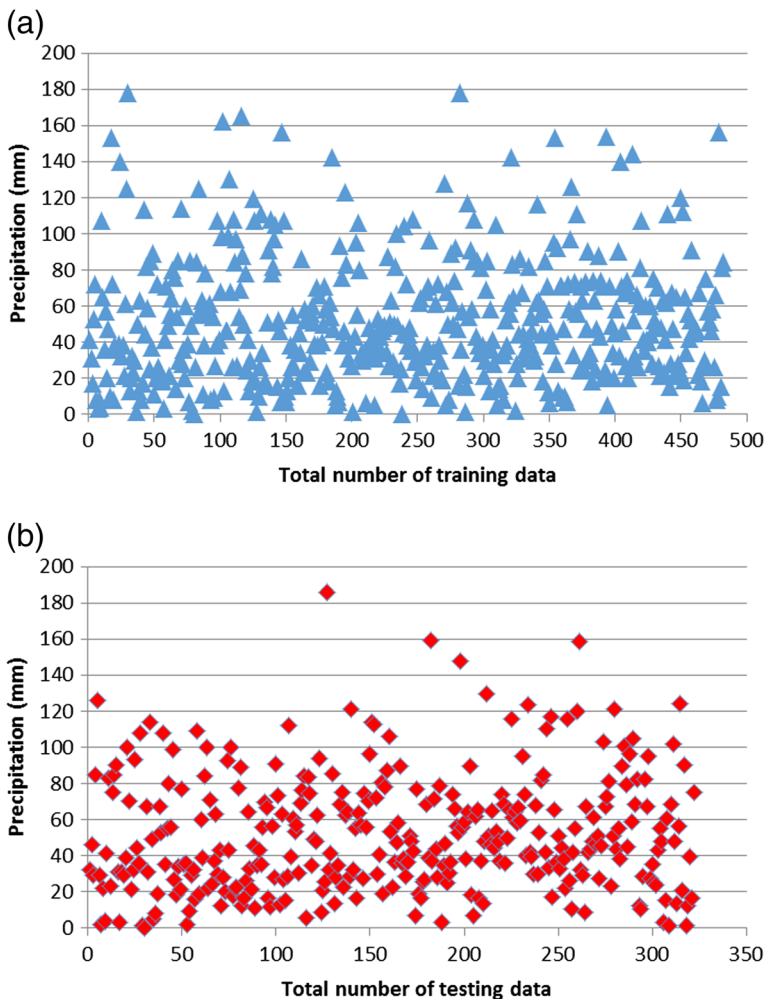 (a)
200
180
160
140
120
100
80
60
40
20
0
Precipitation (mm)
0 50 100 150 200 250 300 350 400 450 500
Total number of training data
(b)
200
180
160
140
120
100
80
60
40
20
0
Precipitation (mm)
0 50 100 150 200 250 300 350
Total number of testing data